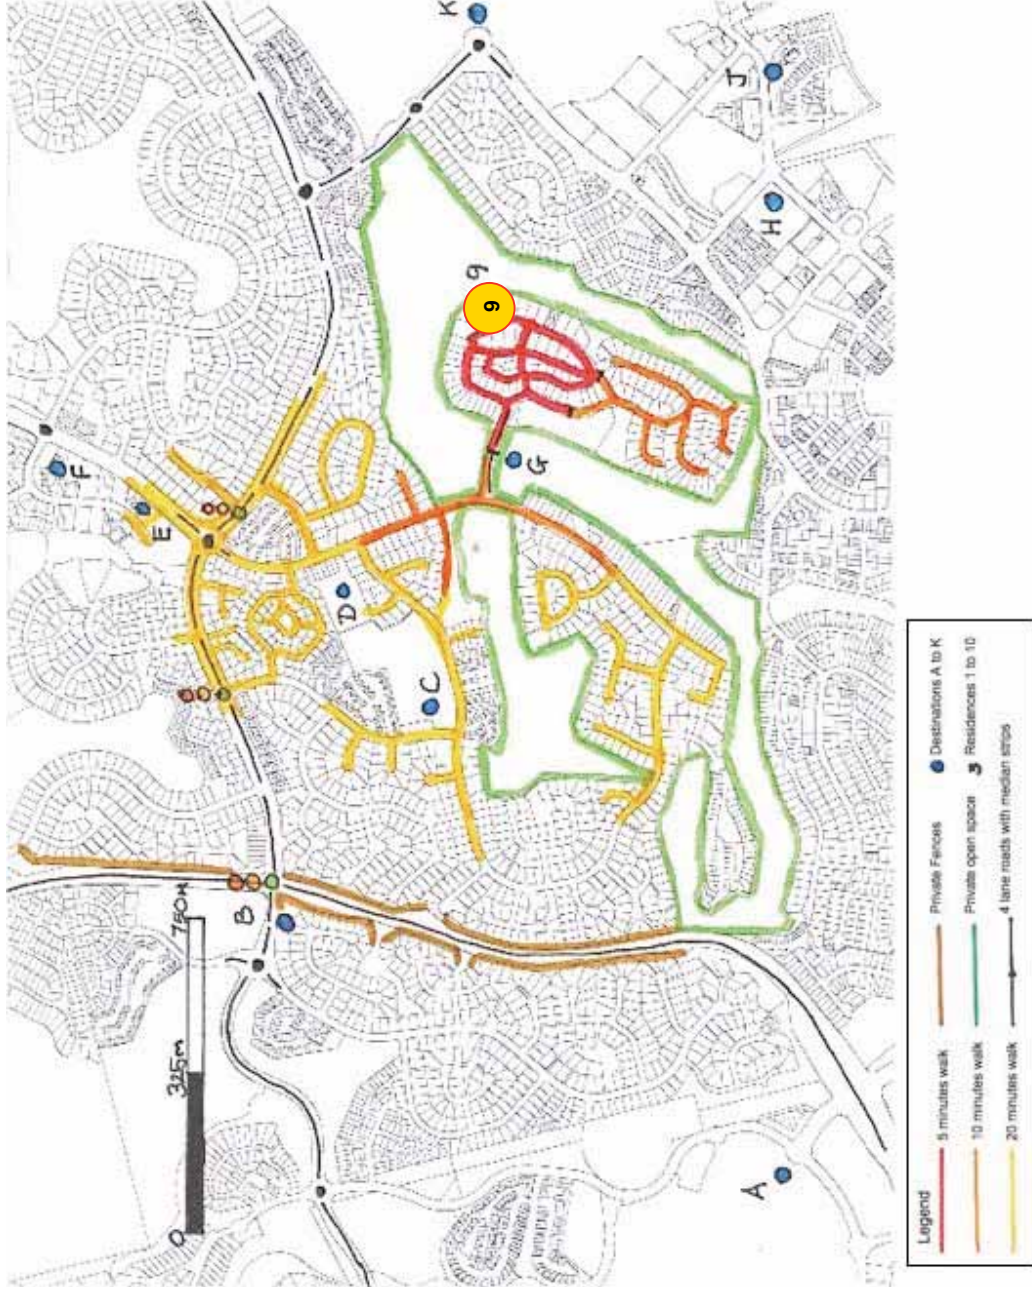 K
F
E
J
H
9
9
G
D
C
B
A
0
325m
750m
Legend
5 minutes walk
10 minutes walk
20 minutes walk
Private Fences
Private open space
4 lane roads with median strips
Destinations A to K
3 Residences 1 to 10